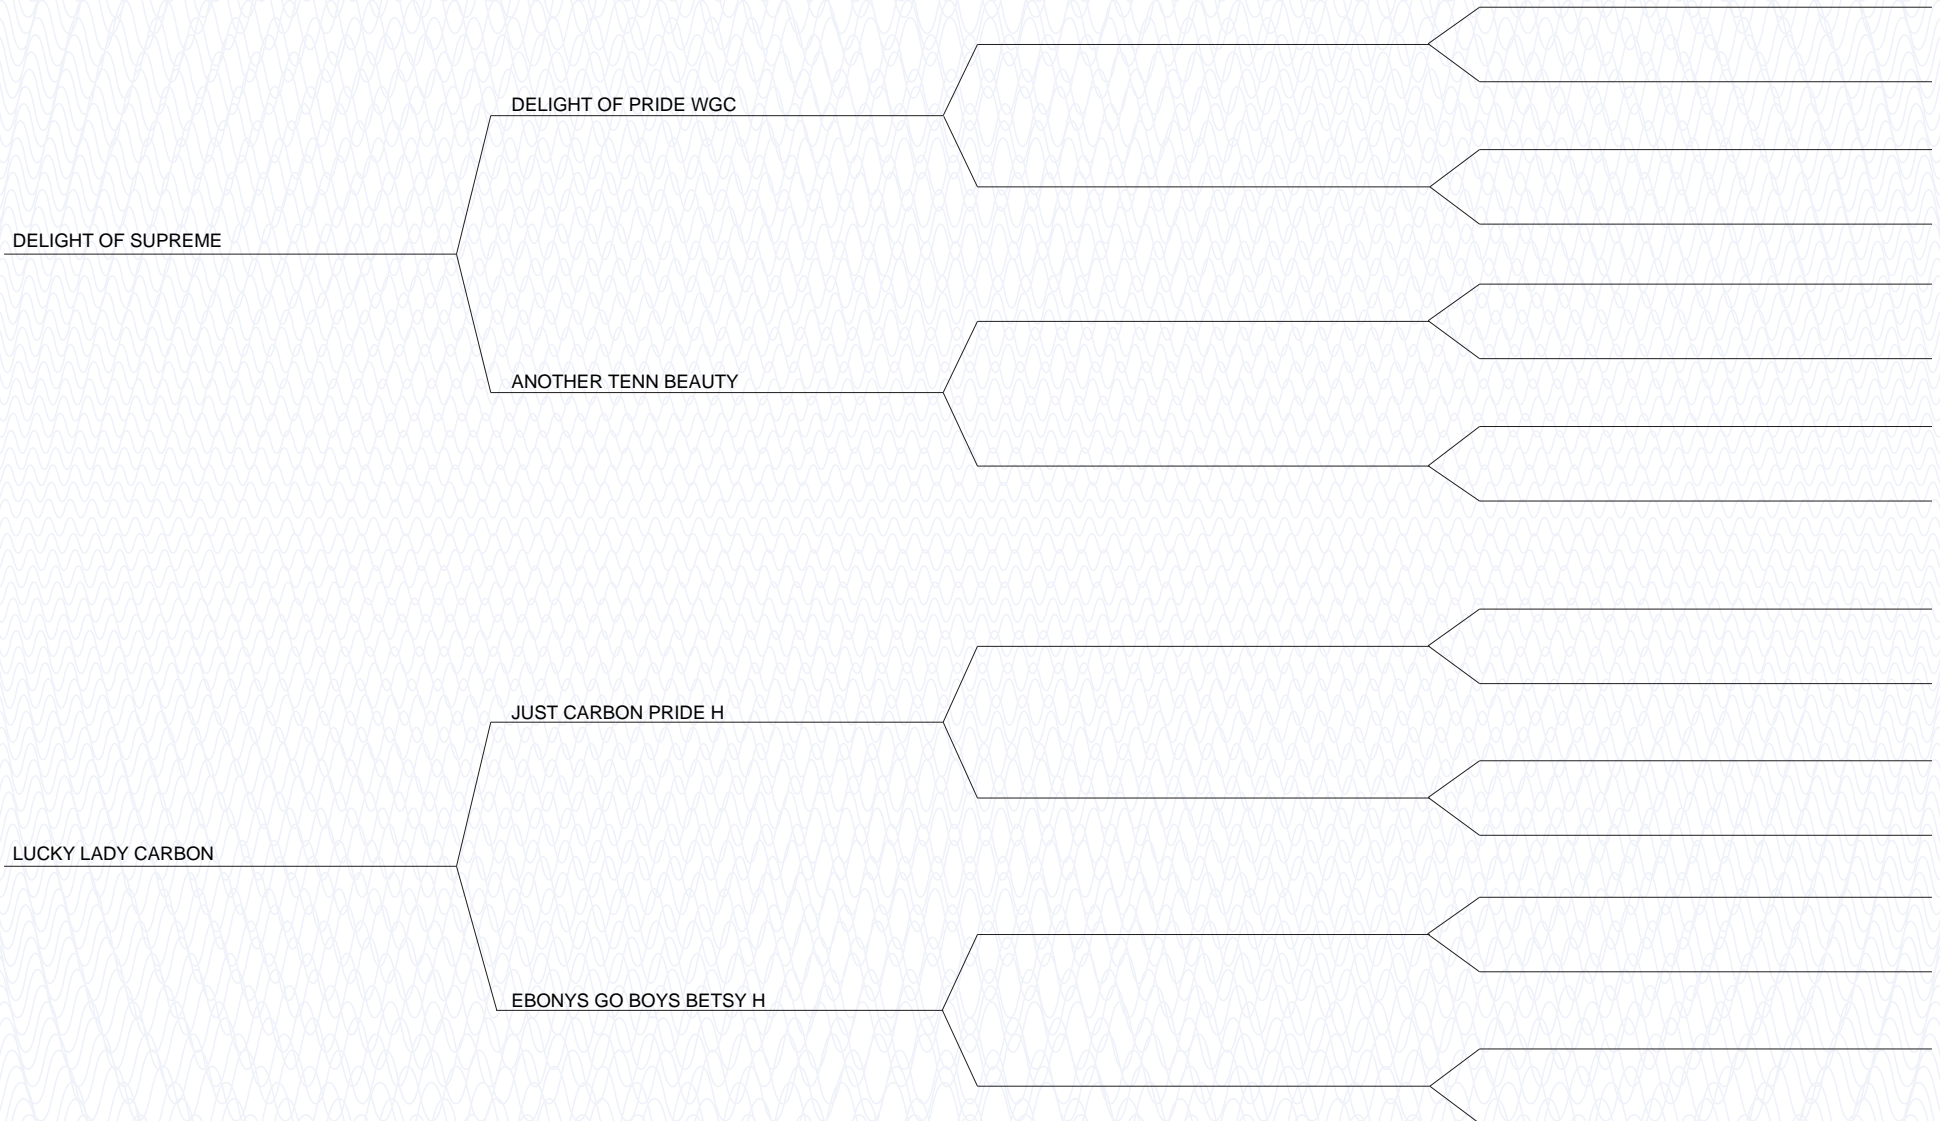 DELIGHT OF PRIDE WGC
DELIGHT OF SUPREME
ANOTHER TENN BEAUTY
JUST CARBON PRIDE H
LUCKY LADY CARBON
EBONYS GO BOYS BETSY H